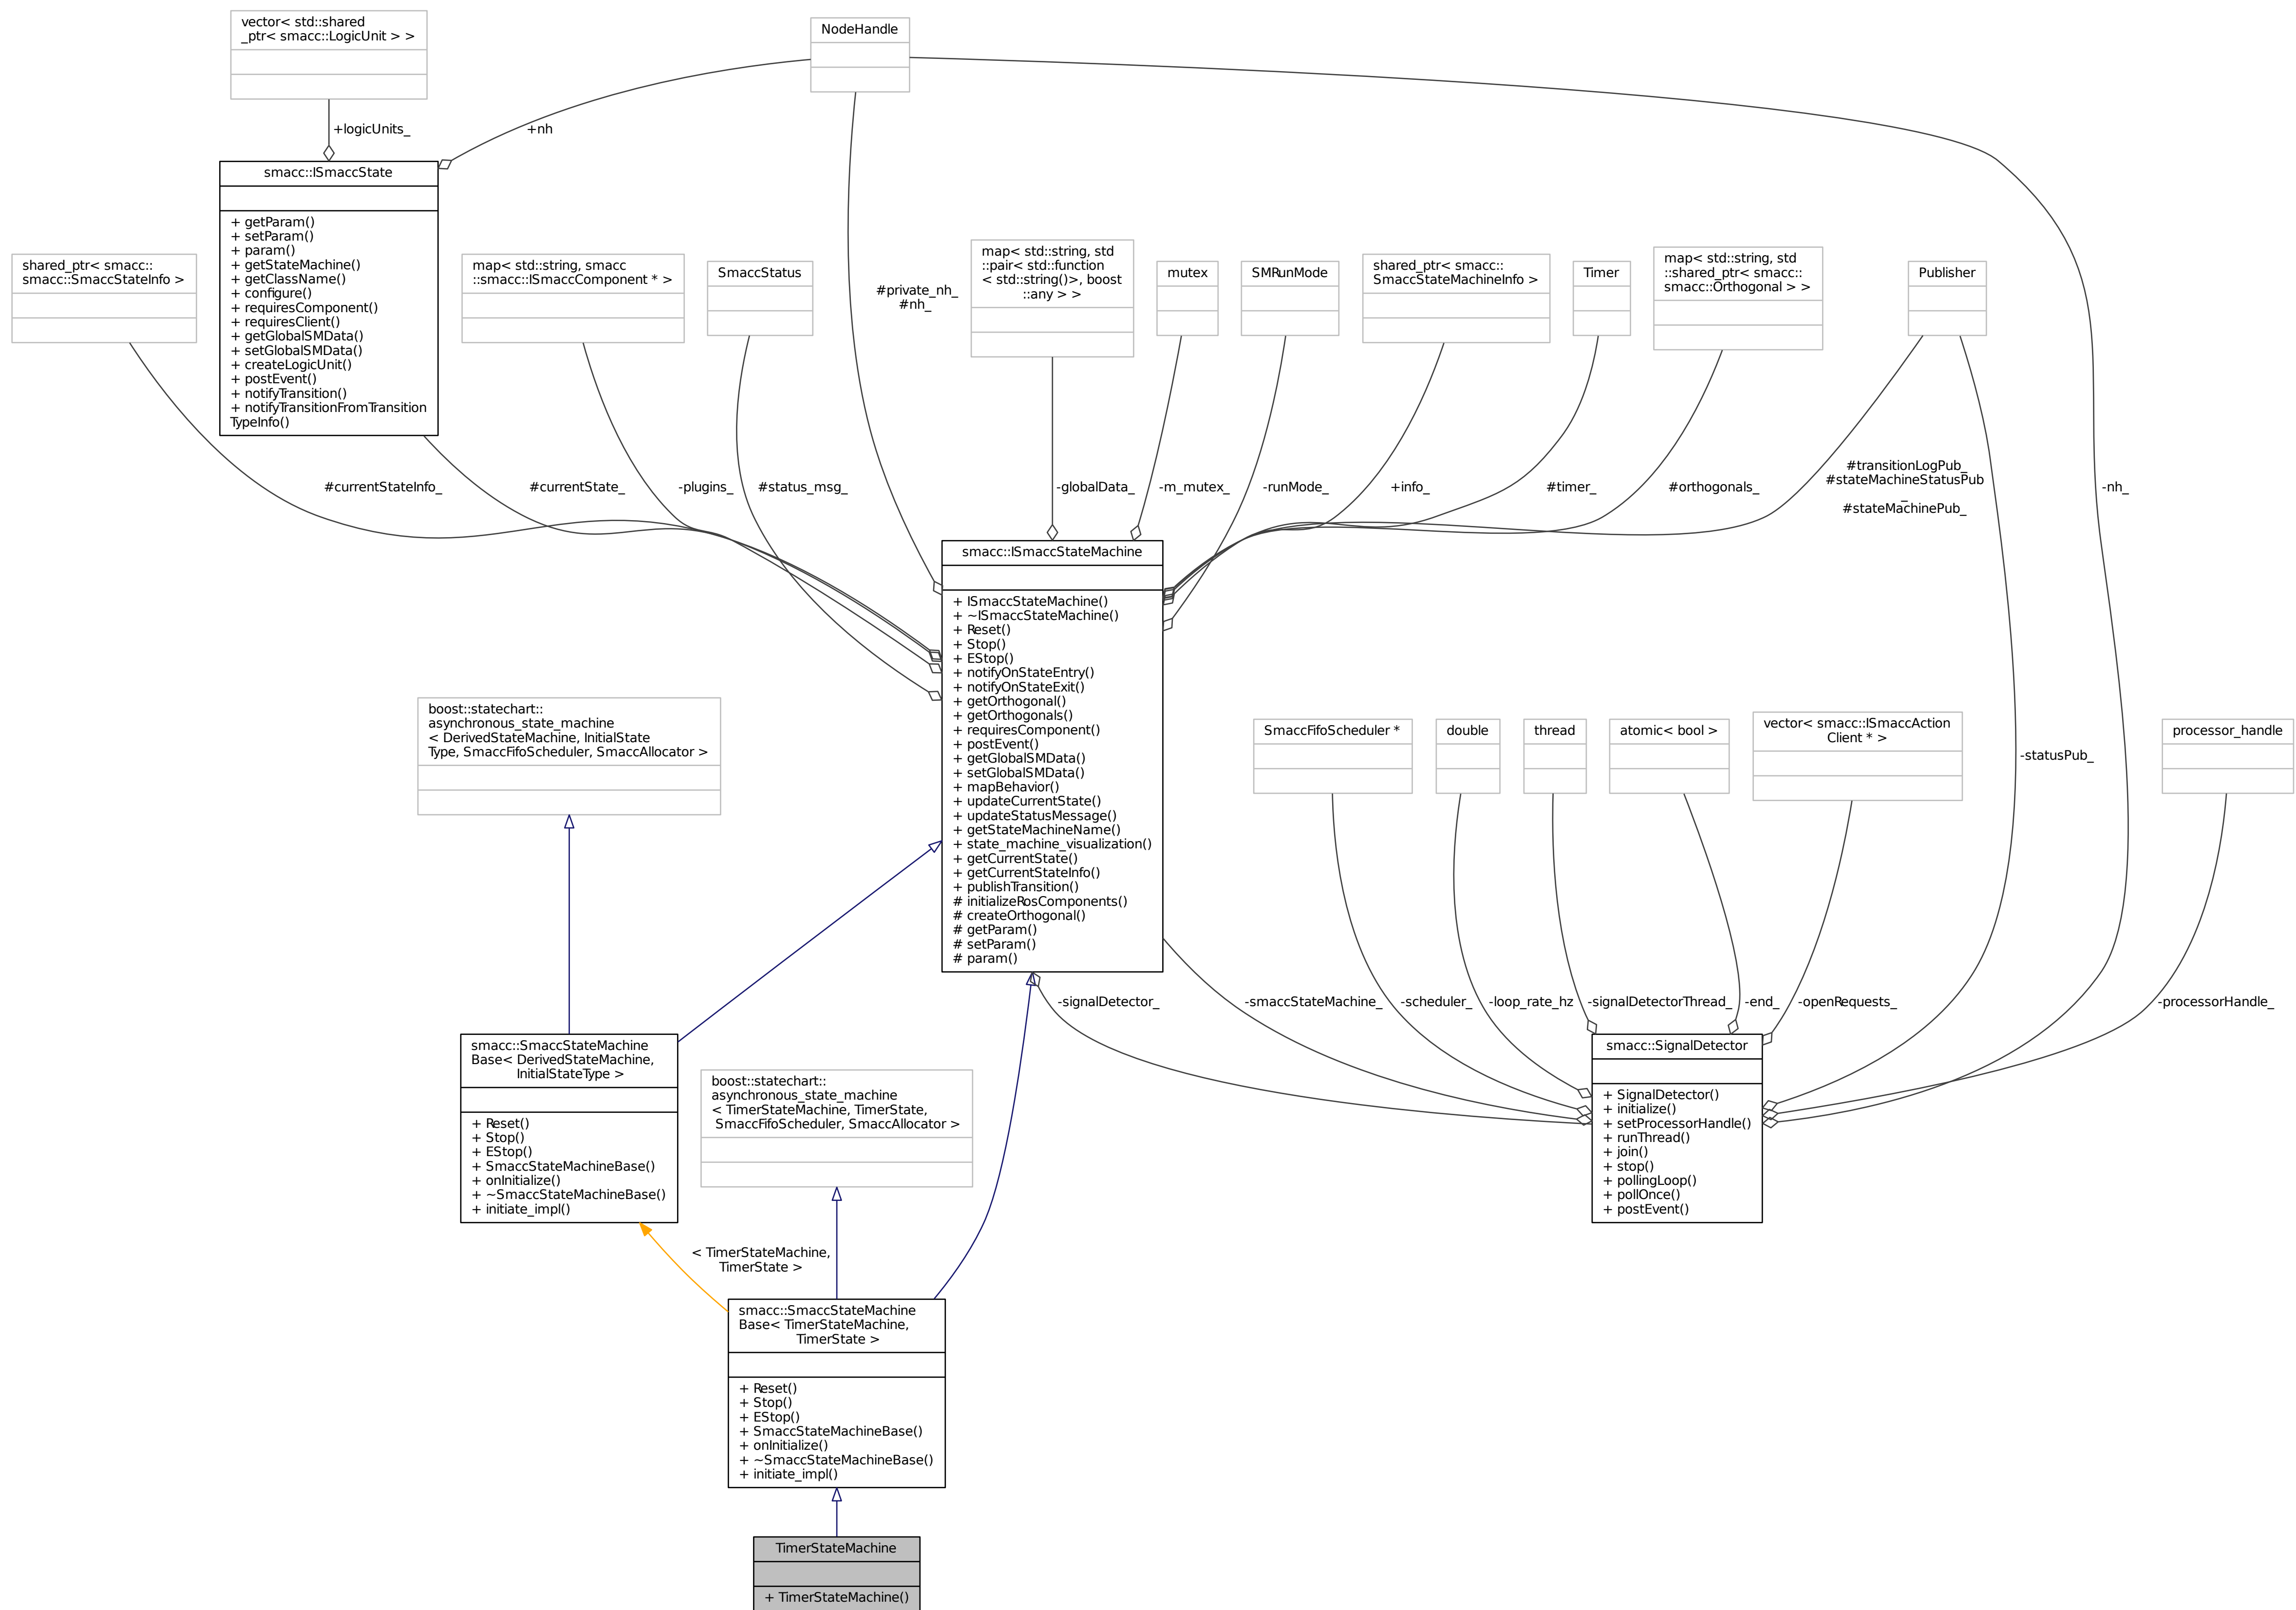 vector< std::shared
_ptr< smacc::LogicUnit > >
NodeHandle
+logicUnits_
+nh
smacc::ISmaccState
+ getParam()
+ setParam()
+ param()
+ getStateMachine()
+ getClassName()
+ configure()
+ requiresComponent()
+ requiresClient()
+ getGlobalSMData()
+ setGlobalSMData()
+ createLogicUnit()
+ postEvent()
+ notifyTransition()
+ notifyTransitionFromTransition
TypeInfo()
shared_ptr< smacc::
smacc::SmaccStateInfo >
map< std::string, smacc
::smacc::ISmaccComponent * >
SmaccStatus
#private_nh_
#nh_
map< std::string, std
::pair< std::function
< std::string()>, boost
::any > >
mutex
SMRunMode
shared_ptr< smacc::
SmaccStateMachineInfo >
Timer
map< std::string, std
::shared_ptr< smacc::
smacc::Orthogonal > >
Publisher
#currentStateInfo_
#currentState_
-plugins_
#status_msg_
-globalData_
-m_mutex_
-runMode_
+info_
#timer_
#orthogonals_
#transitionLogPub_
#stateMachineStatusPub
_
#stateMachinePub_
-nh_
smacc::ISmaccStateMachine
+ ISmaccStateMachine()
+ ~ISmaccStateMachine()
+ Reset()
+ Stop()
+ EStop()
+ notifyOnStateEntry()
+ notifyOnStateExit()
+ getOrthogonal()
+ getOrthogonals()
+ requiresComponent()
+ postEvent()
+ getGlobalSMData()
+ setGlobalSMData()
+ mapBehavior()
+ updateCurrentState()
+ updateStatusMessage()
+ getStateMachineName()
+ state_machine_visualization()
+ getCurrentState()
+ getCurrentStateInfo()
+ publishTransition()
# initializeRosComponents()
# createOrthogonal()
# getParam()
# setParam()
# param()
boost::statechart::
asynchronous_state_machine
< DerivedStateMachine, InitialState
Type, SmaccFifoScheduler, SmaccAllocator >
SmaccFifoScheduler *
double
thread
atomic< bool >
vector< smacc::ISmaccAction
Client * >
-statusPub_
processor_handle
-signalDetector_
-smaccStateMachine_
-scheduler_
-loop_rate_hz
-signalDetectorThread_
-end_
-openRequests_
-processorHandle_
smacc::SmaccStateMachine
Base< DerivedStateMachine,
InitialStateType >
+ Reset()
+ Stop()
+ EStop()
+ SmaccStateMachineBase()
+ onInitialize()
+ ~SmaccStateMachineBase()
+ initiate_impl()
boost::statechart::
asynchronous_state_machine
< TimerStateMachine, TimerState,
SmaccFifoScheduler, SmaccAllocator >
smacc::SignalDetector
+ SignalDetector()
+ initialize()
+ setProcessorHandle()
+ runThread()
+ join()
+ stop()
+ pollingLoop()
+ pollOnce()
+ postEvent()
< TimerStateMachine,
TimerState >
smacc::SmaccStateMachine
Base< TimerStateMachine,
TimerState >
+ Reset()
+ Stop()
+ EStop()
+ SmaccStateMachineBase()
+ onInitialize()
+ ~SmaccStateMachineBase()
+ initiate_impl()
TimerStateMachine
+ TimerStateMachine()